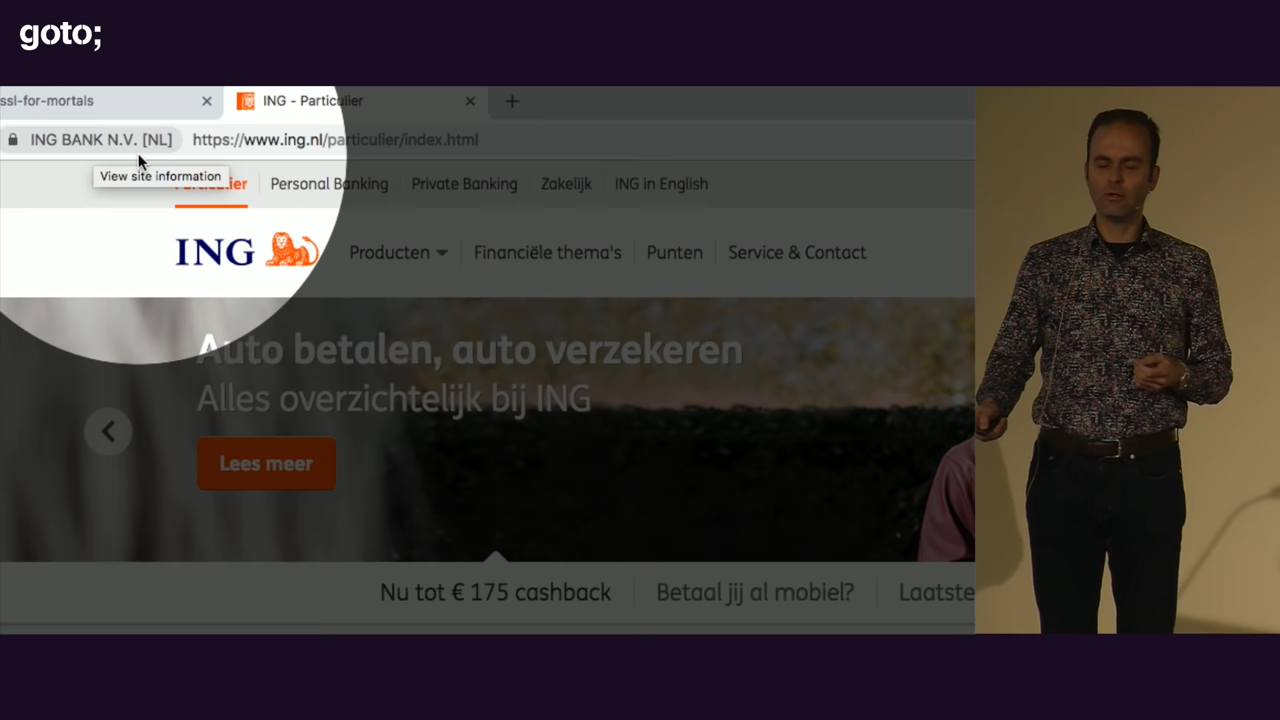 goto;
ssl-for-mortals
ING - Particulier
ING BANK N.V. [NL] https://www.ing.nl/particulier/index.html
View site information
Particulier Personal Banking Private Banking Zakelijk ING in English
ING Producten Financiële thema's Punten Service & Contact
Auto betalen, auto verzekeren
Alles overzichtelijk bij ING
Lees meer
Nu tot € 175 cashback Betaal jij al mobiel? Laatste